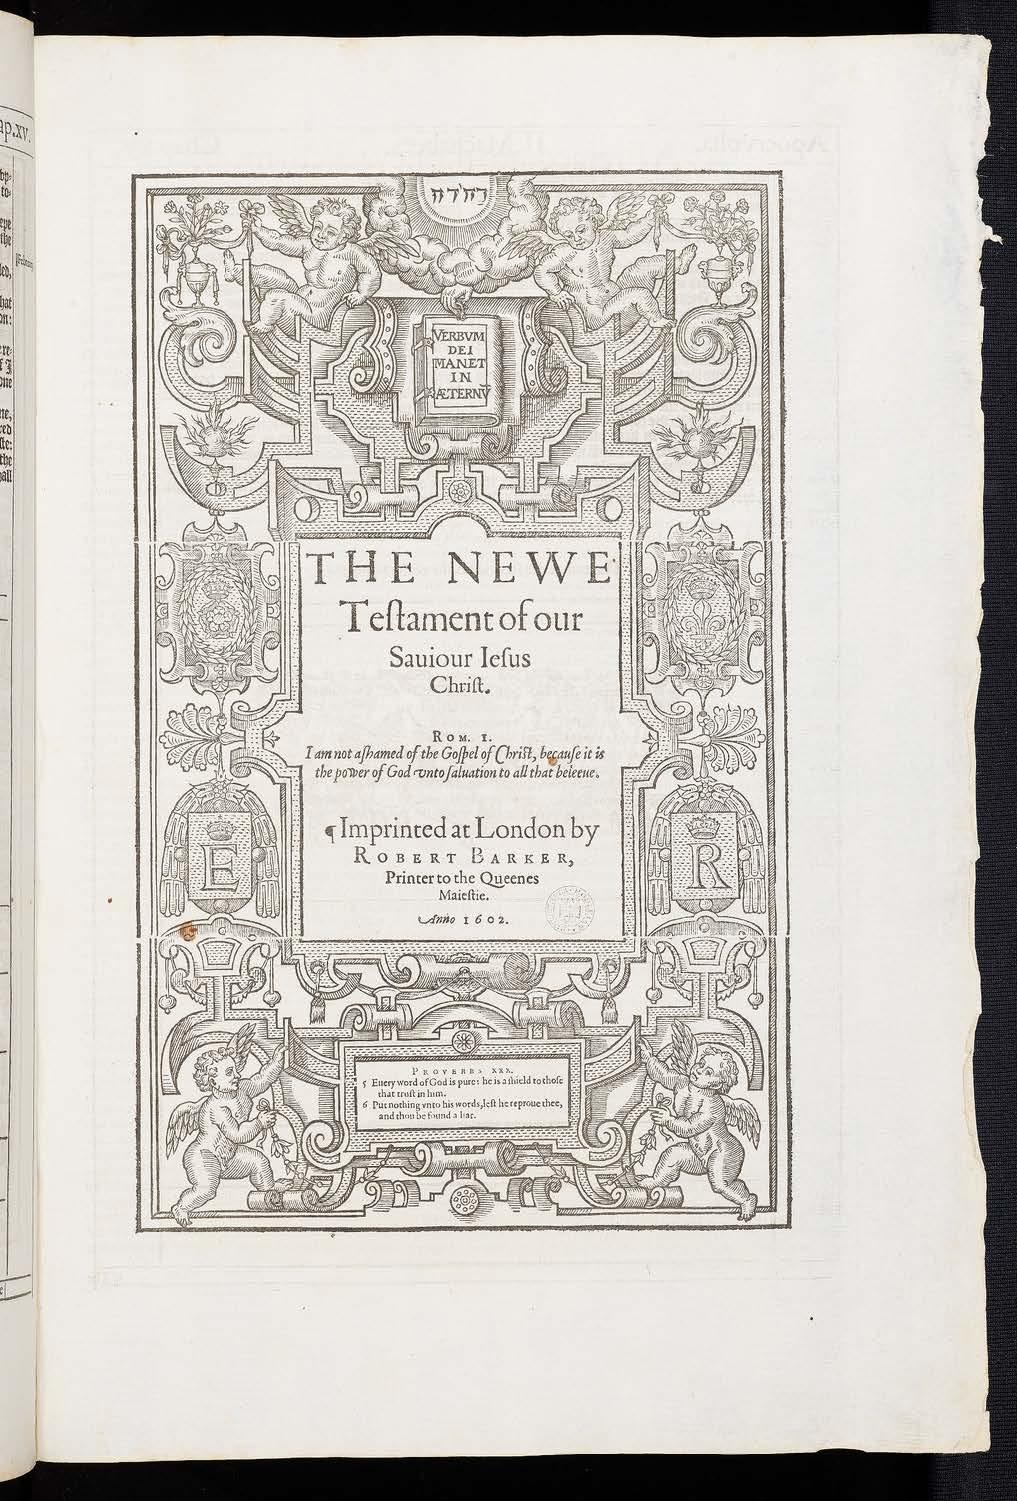 VERBVM
DEI
MANET
IN
ÆTERNV̄
THE NEWE
Teſtament of our
Sauiour Ieſus
Chriſt.
ROM. 1.
I am not aſhamed of the Goſpel of Chriſt, becauſe it is
the power of God vnto ſaluation to all that beleeue.
¶Imprinted at London by
ROBERT BARKER,
Printer to the Queenes
Maieſtie.
Anno 1602.
E
R
PROVERBS XXX.
5 Euery word of God is pure: he is a ſhield to thoſe
that truſt in him.
6 Put nothing vnto his words, leſt he reproue thee,
and thou be found a liar.